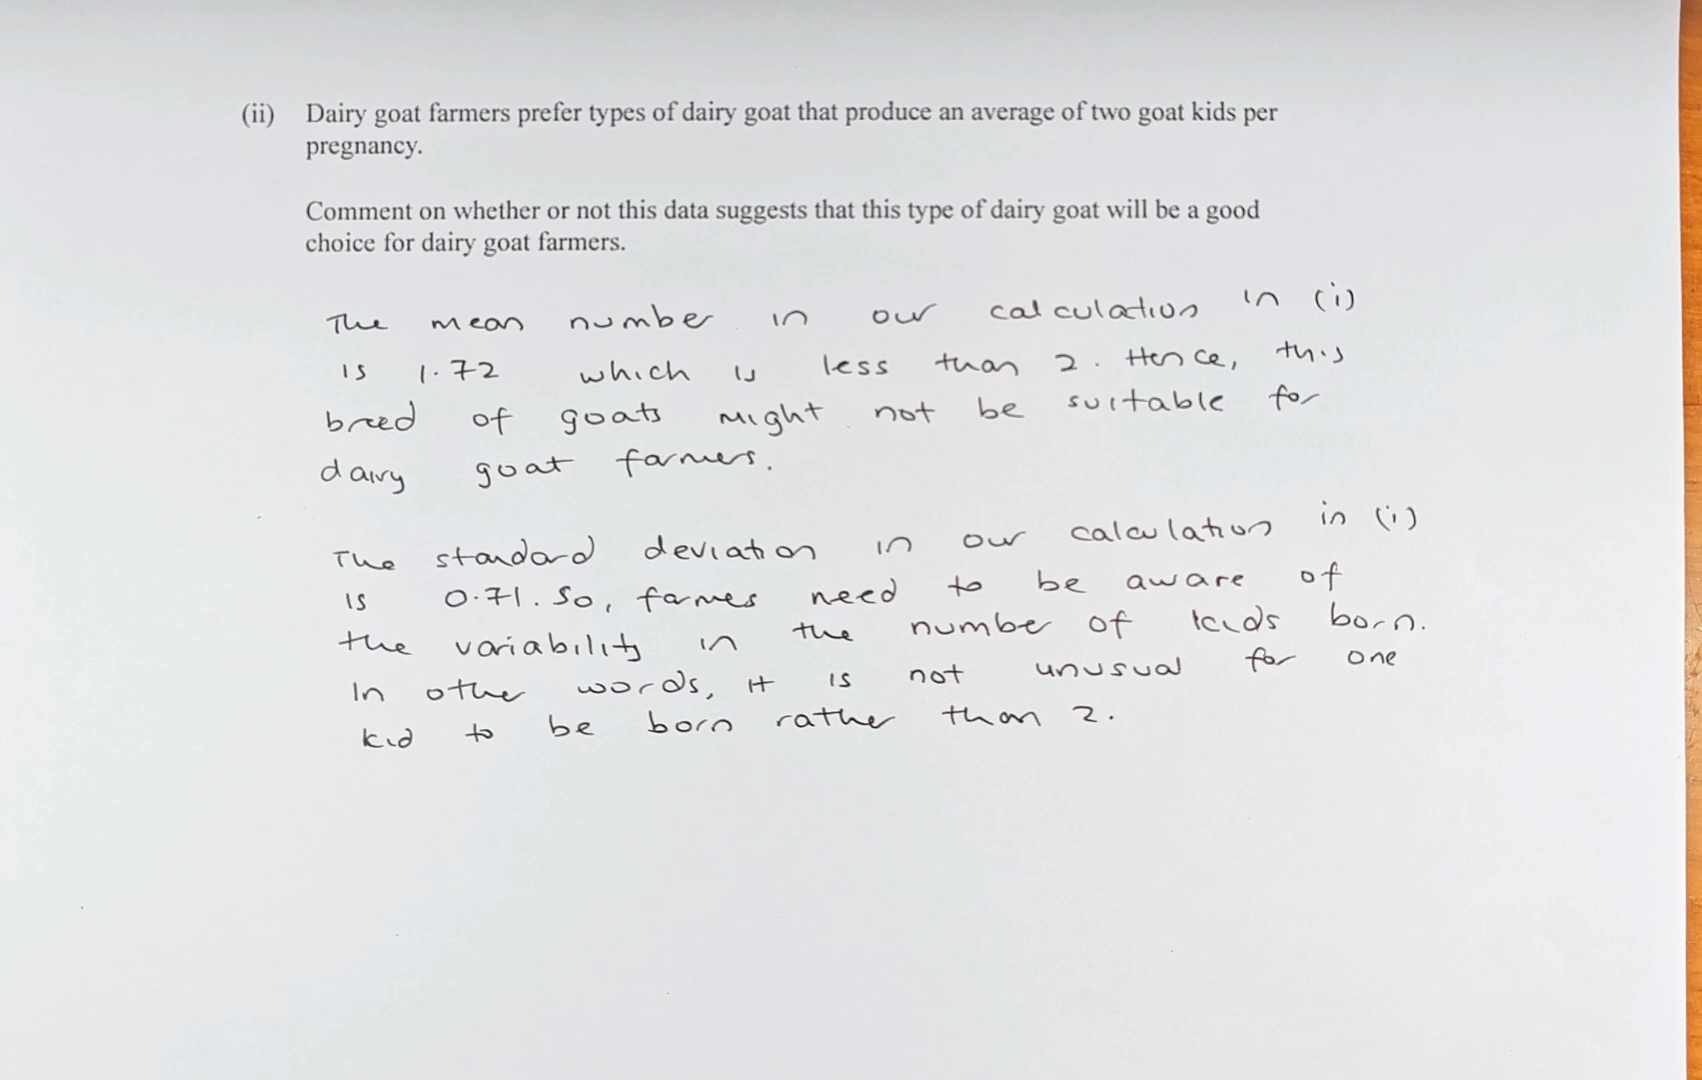 (ii) Dairy goat farmers prefer types of dairy goat that produce an average of two goat kids per
pregnancy.
Comment on whether or not this data suggests that this type of dairy goat will be a good
choice for dairy goat farmers.
The mean number in our calculation in (i)
is 1.72 which is less than 2. Hence, this
breed of goats might not be suitable for
dairy goat farmers.
The standard deviation in our calculation in (i)
is 0.71. So, farmes need to be aware of
the variability in the number of kids born.
In other words, it is not unusual for one
kid to be born rather than 2.